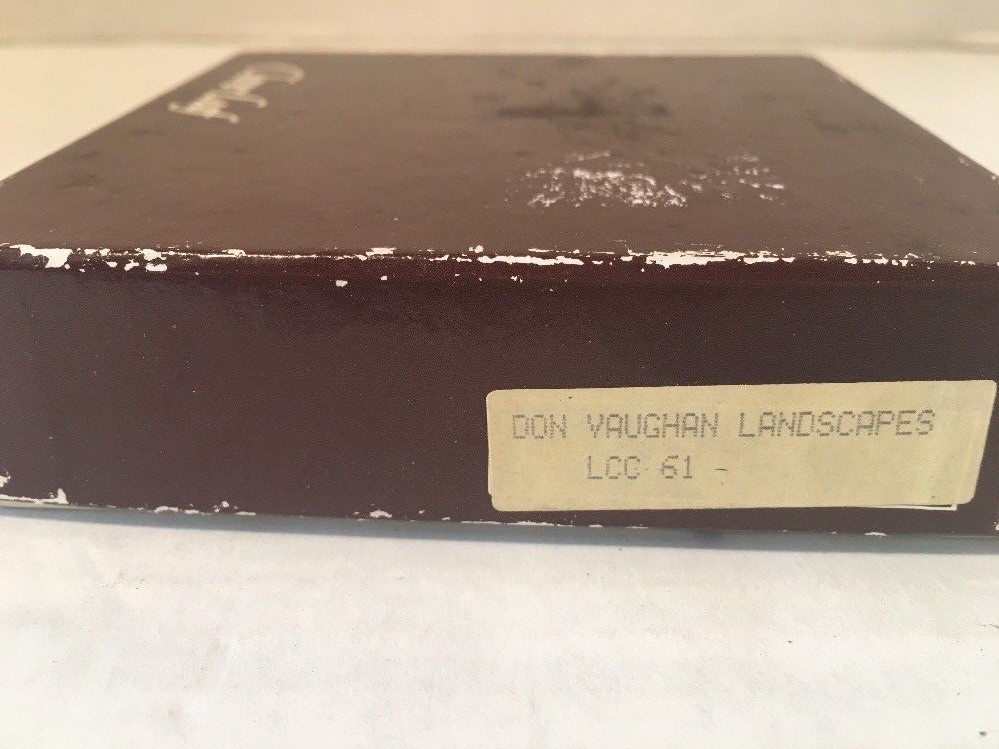 DON VAUGHAN LANDSCAPES
LCC 61